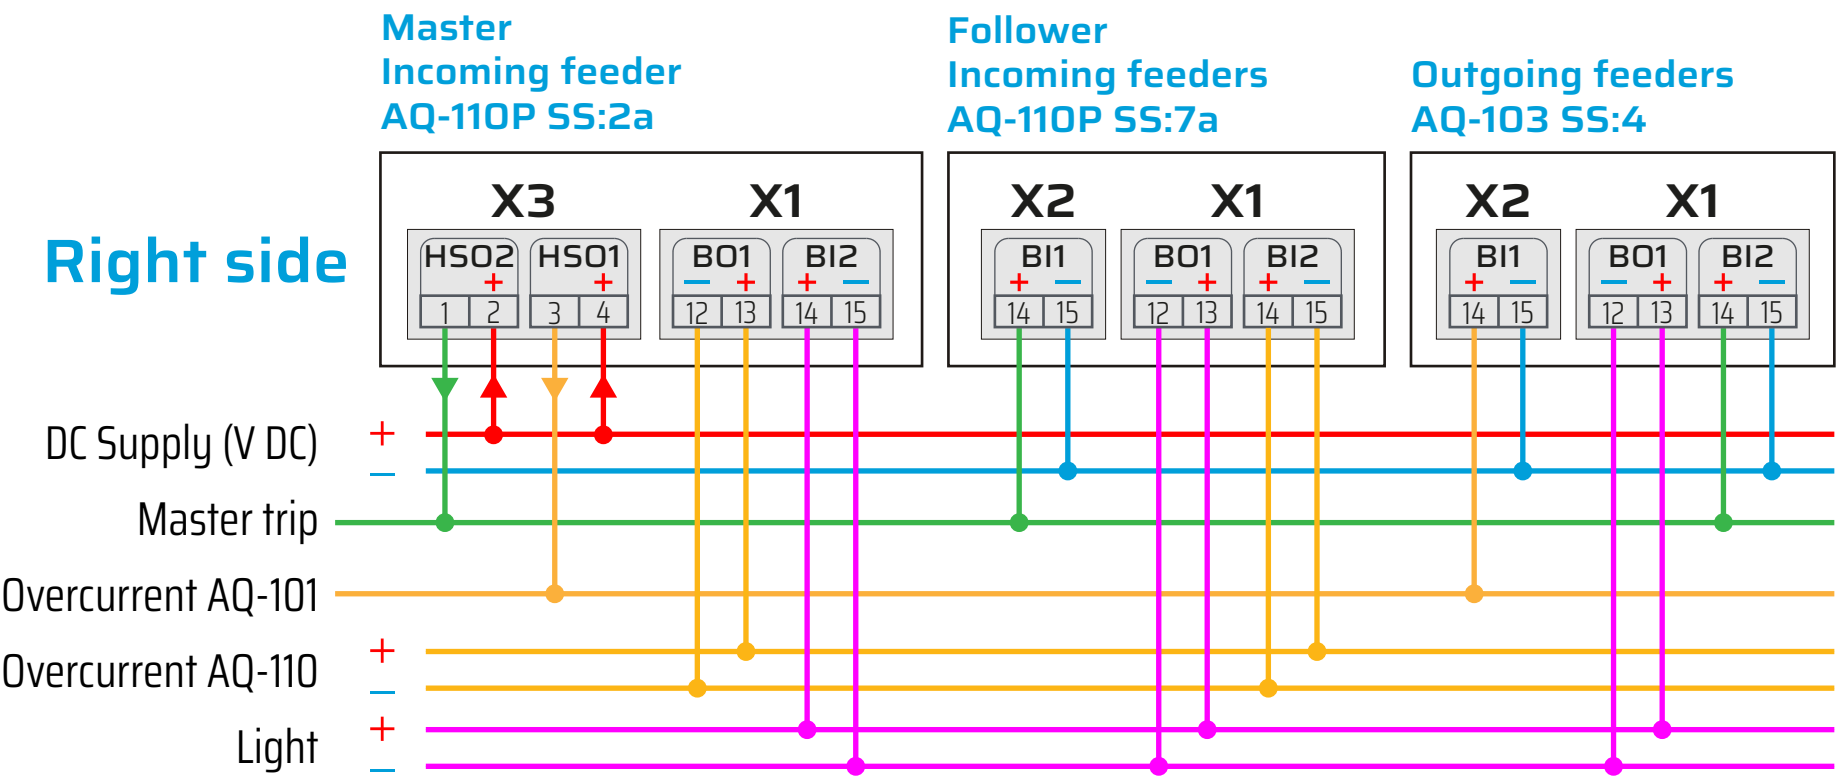 Master
Incoming feeder
AQ-110P SS:2a
Follower
Incoming feeders
AQ-110P SS:7a
Outgoing feeders
AQ-103 SS:4
Right side
X3 X1
HSO2 HSO1 BO1 BI2
+ + − + + −
1 2 3 4 12 13 14 15
X2 X1
BI1 BO1 BI2
+ − − + + −
14 15 12 13 14 15
X2 X1
BI1 BO1 BI2
+ − − + + −
14 15 12 13 14 15
DC Supply (V DC) +
−
Master trip
Overcurrent AQ-101
Overcurrent AQ-110 +
−
Light +
−